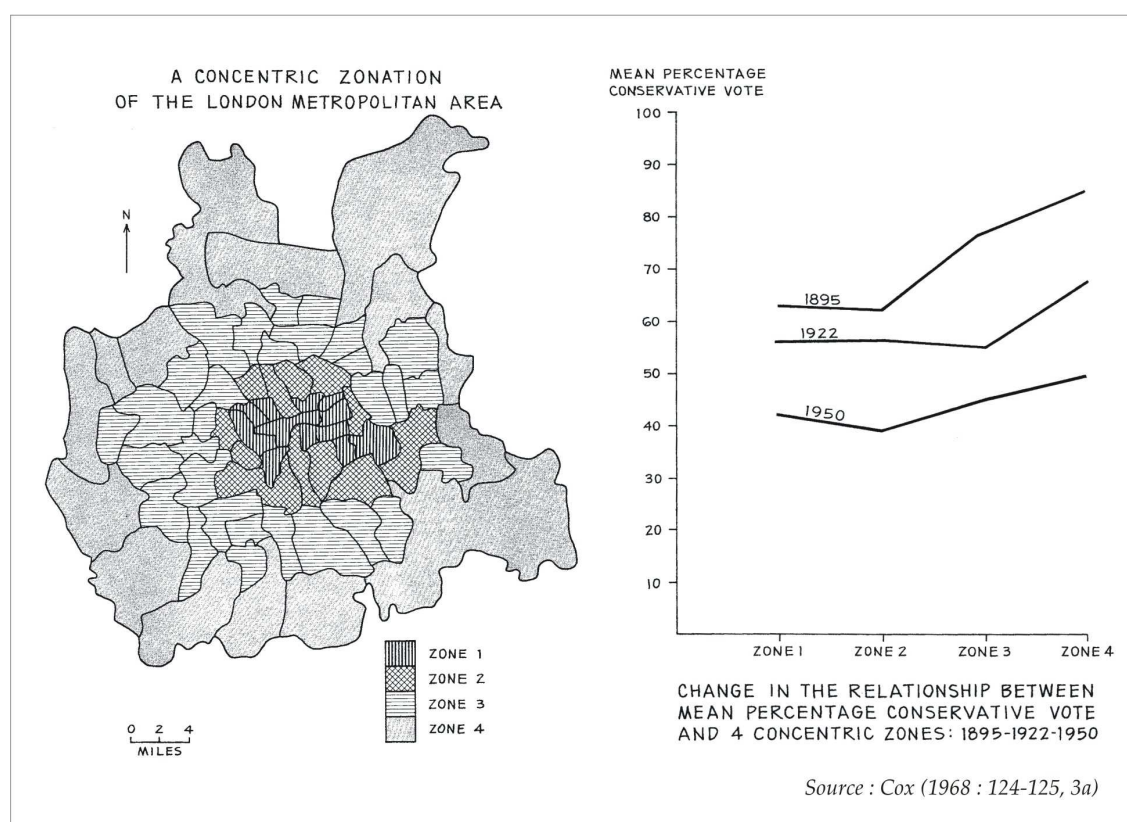 A CONCENTRIC ZONATION
OF THE LONDON METROPOLITAN AREA
N
ZONE 1
ZONE 2
ZONE 3
ZONE 4
0 2 4
MILES
MEAN PERCENTAGE
CONSERVATIVE VOTE
100
90
80
70
60
50
40
30
20
10
1895
1922
1950
ZONE 1 ZONE 2 ZONE 3 ZONE 4
CHANGE IN THE RELATIONSHIP BETWEEN
MEAN PERCENTAGE CONSERVATIVE VOTE
AND 4 CONCENTRIC ZONES: 1895-1922-1950
Source : Cox (1968 : 124-125, 3a)